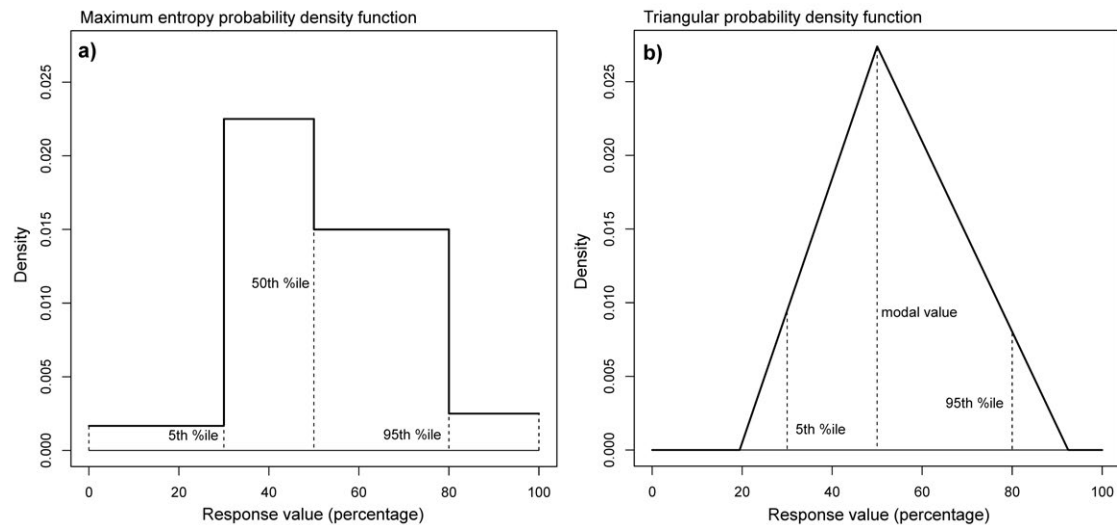 Maximum entropy probability density function
a)
0.025
0.020
0.015
0.010
0.005
0.000
Density
50th %ile
5th %ile
95th %ile
0 20 40 60 80 100
Response value (percentage)
Triangular probability density function
b)
0.025
0.020
0.015
0.010
0.005
0.000
Density
modal value
95th %ile
5th %ile
0 20 40 60 80 100
Response value (percentage)